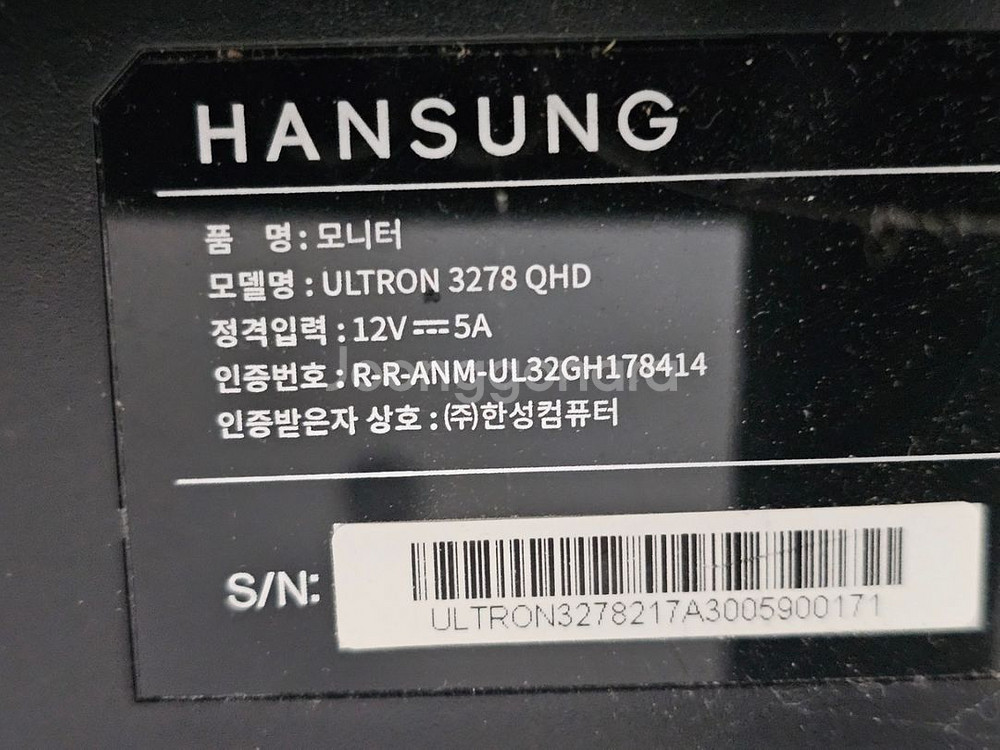 HANSUNG
품 명 : 모니터
모델명 : ULTRON 3278 QHD
정격입력 : 12V⎓5A
인증번호 : R-R-ANM-UL32GH178414
인증받은자 상호 : ㈜한성컴퓨터
Joonggonara
S/N:
ULTRON3278217A3005900171